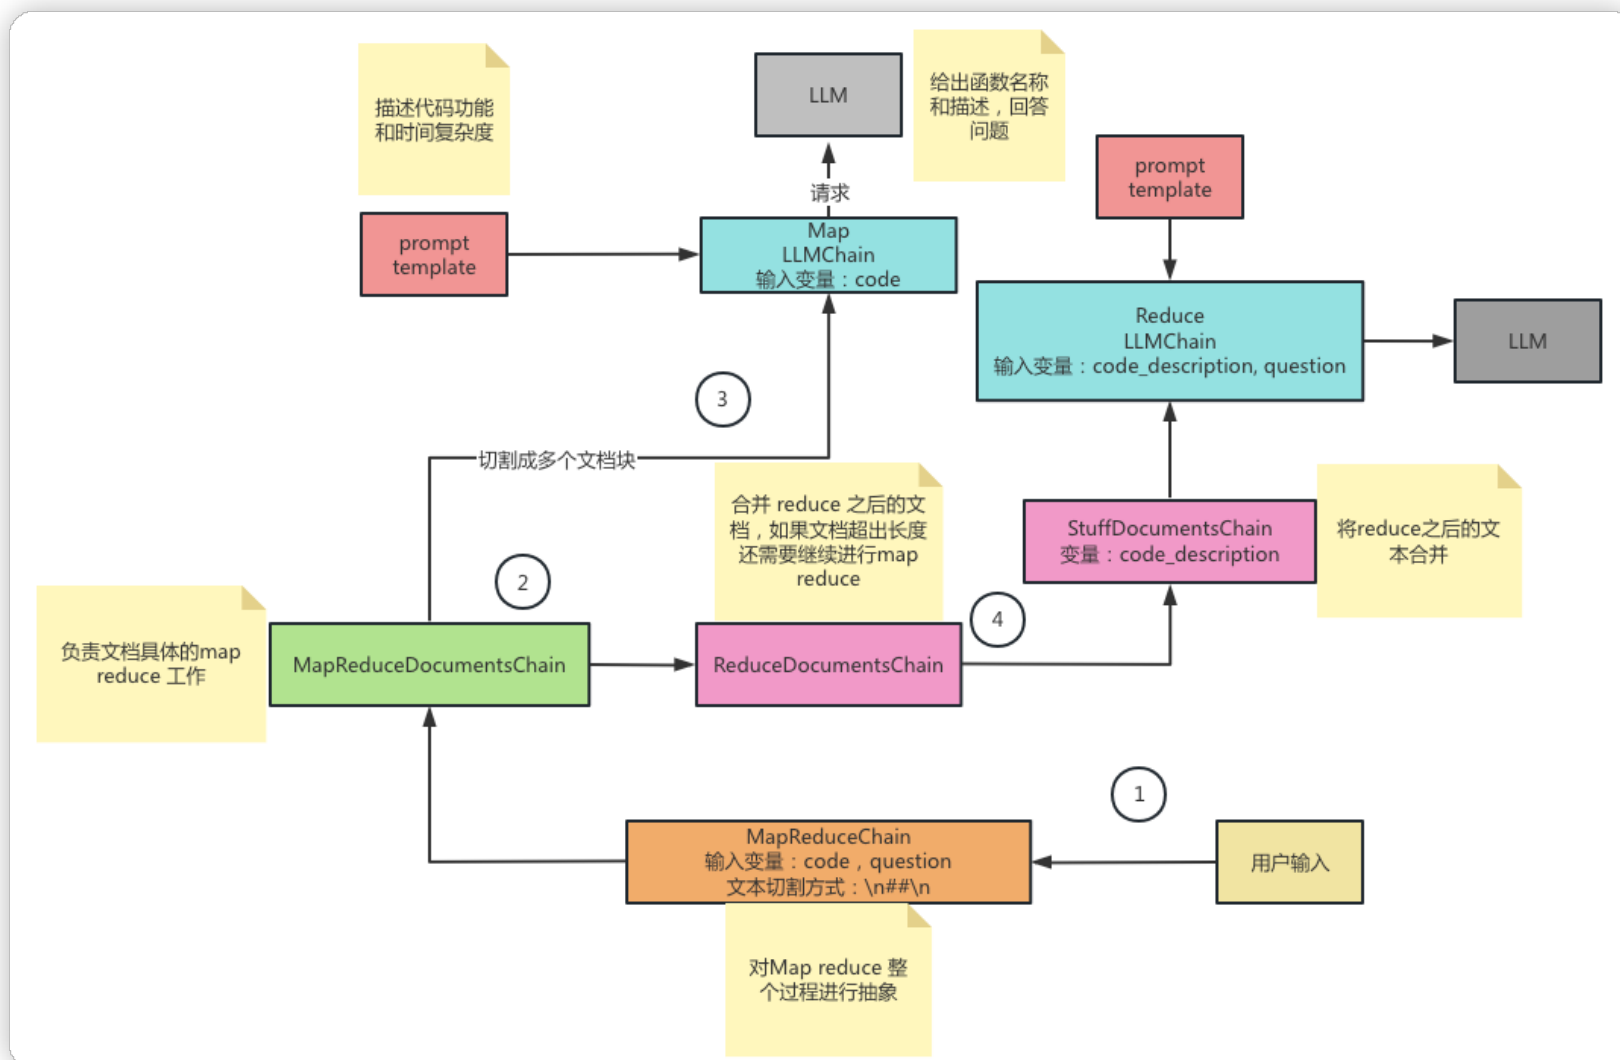 描述代码功能
和时间复杂度
LLM
给出函数名称
和描述，回答
问题
prompt
template
请求
prompt
template
Map
LLMChain
输入变量：code
Reduce
LLMChain
输入变量：code_description, question
LLM
3
切割成多个文档块
合并 reduce 之后的文
档，如果文档超出长度
还需要继续进行map
reduce
StuffDocumentsChain
变量：code_description
将reduce之后的文
本合并
2
4
负责文档具体的map
reduce 工作
MapReduceDocumentsChain
ReduceDocumentsChain
1
MapReduceChain
输入变量：code，question
文本切割方式：\n##\n
用户输入
对Map reduce 整
个过程进行抽象